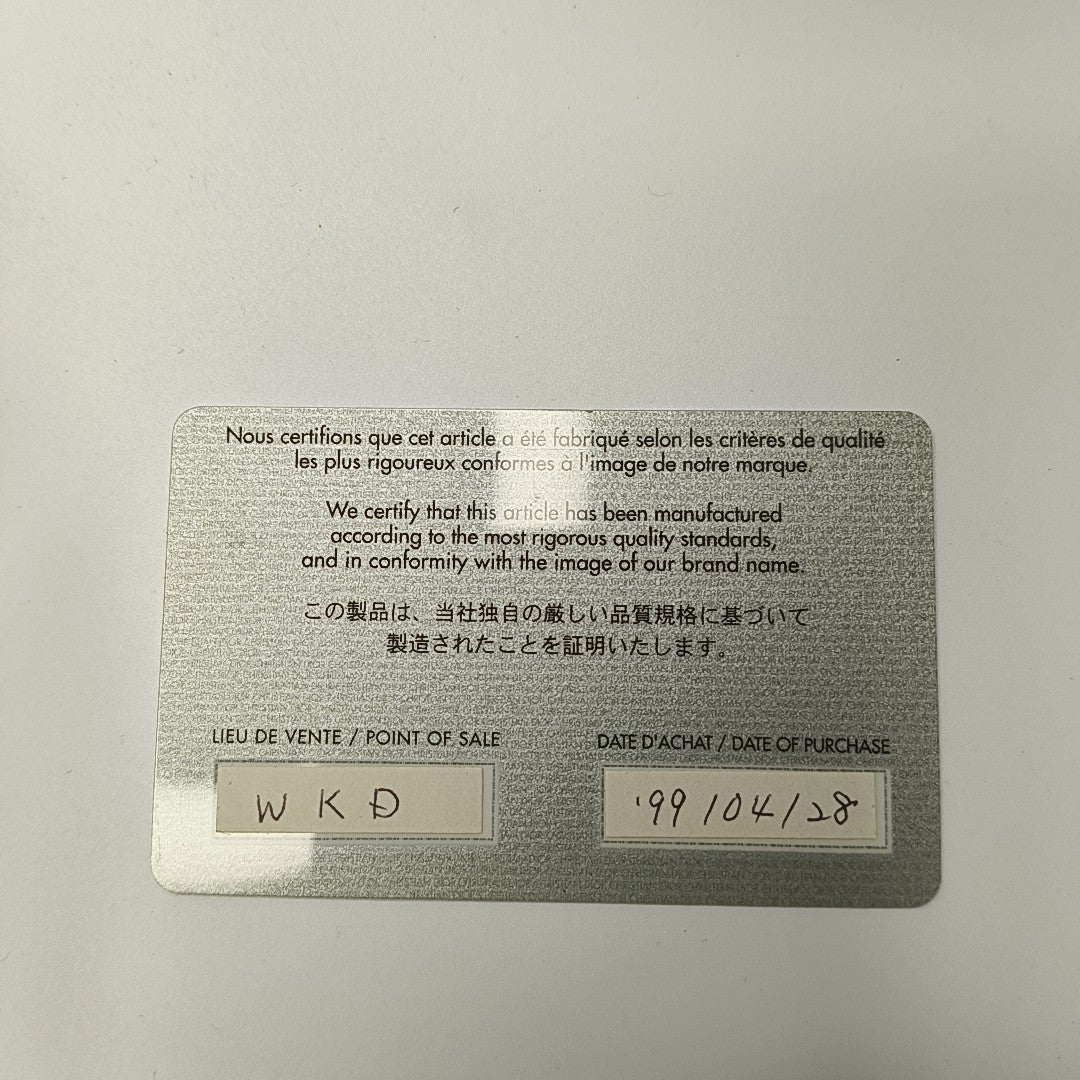 Nous certifions que cet article a été fabriqué selon les critères de qualité
les plus rigoureux conformes à l'image de notre marque.
We certify that this article has been manufactured
according to the most rigorous quality standards,
and in conformity with the image of our brand name.
この製品は、当社独自の厳しい品質規格に基づいて
製造されたことを証明いたします。
LIEU DE VENTE / POINT OF SALE
DATE D'ACHAT / DATE OF PURCHASE
W K D
'99/04/28